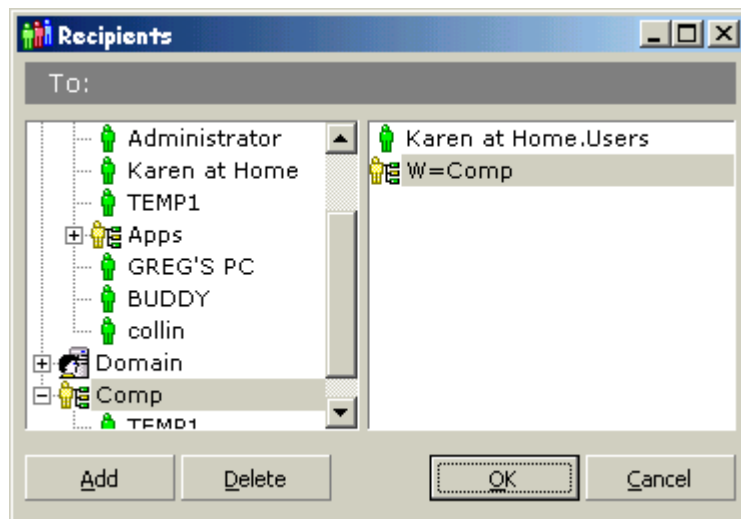 Recipients
To:
Administrator
Karen at Home
TEMP1
Apps
GREG'S PC
BUDDY
collin
Domain
Comp
TEMP1
Karen at Home.Users
W=Comp
Add
Delete
OK
Cancel